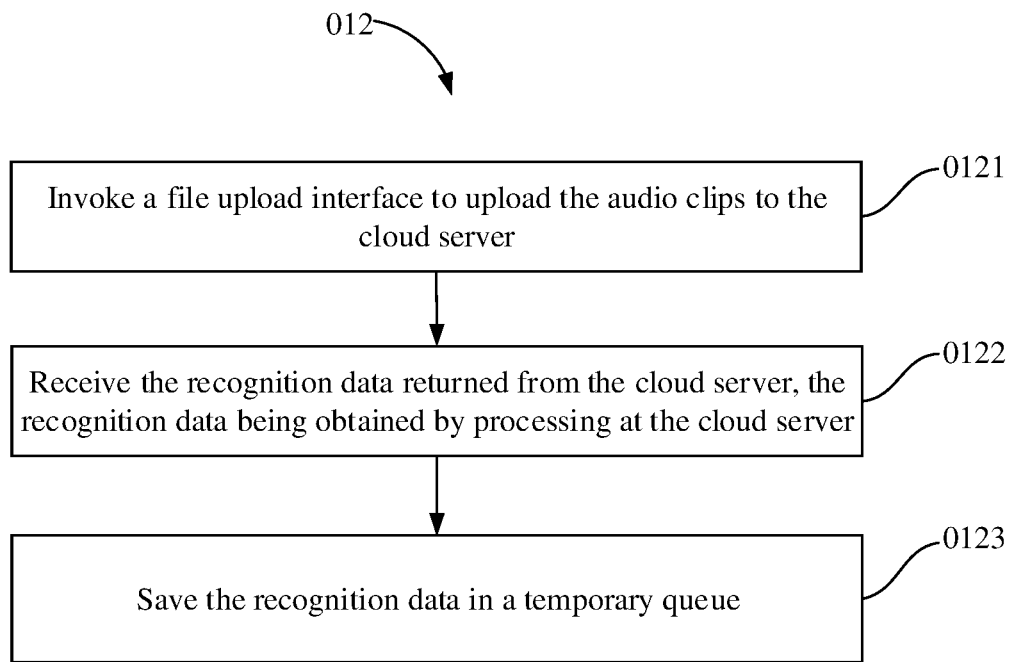 012
Invoke a file upload interface to upload the audio clips to the
cloud server
0121
Receive the recognition data returned from the cloud server, the
recognition data being obtained by processing at the cloud server
0122
Save the recognition data in a temporary queue
0123